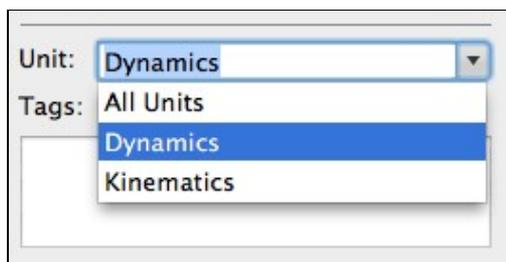 Unit: Dynamics
Tags: All Units
Dynamics
Kinematics